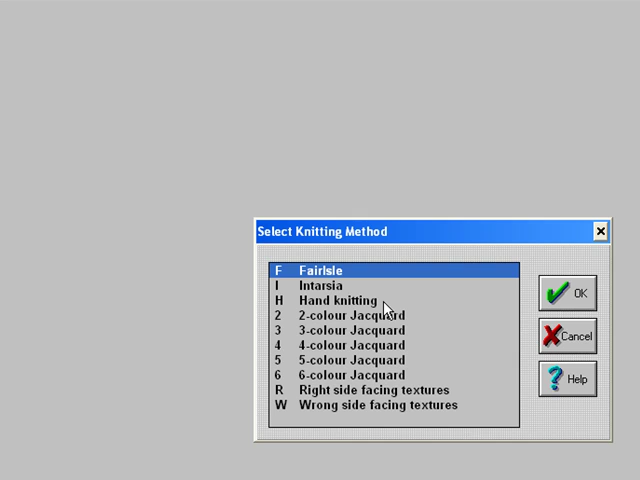 Select Knitting Method
F FairIsle
I Intarsia
H Hand knitting
2 2-colour Jacquard
3 3-colour Jacquard
4 4-colour Jacquard
5 5-colour Jacquard
6 6-colour Jacquard
R Right side facing textures
W Wrong side facing textures
OK
Cancel
Help